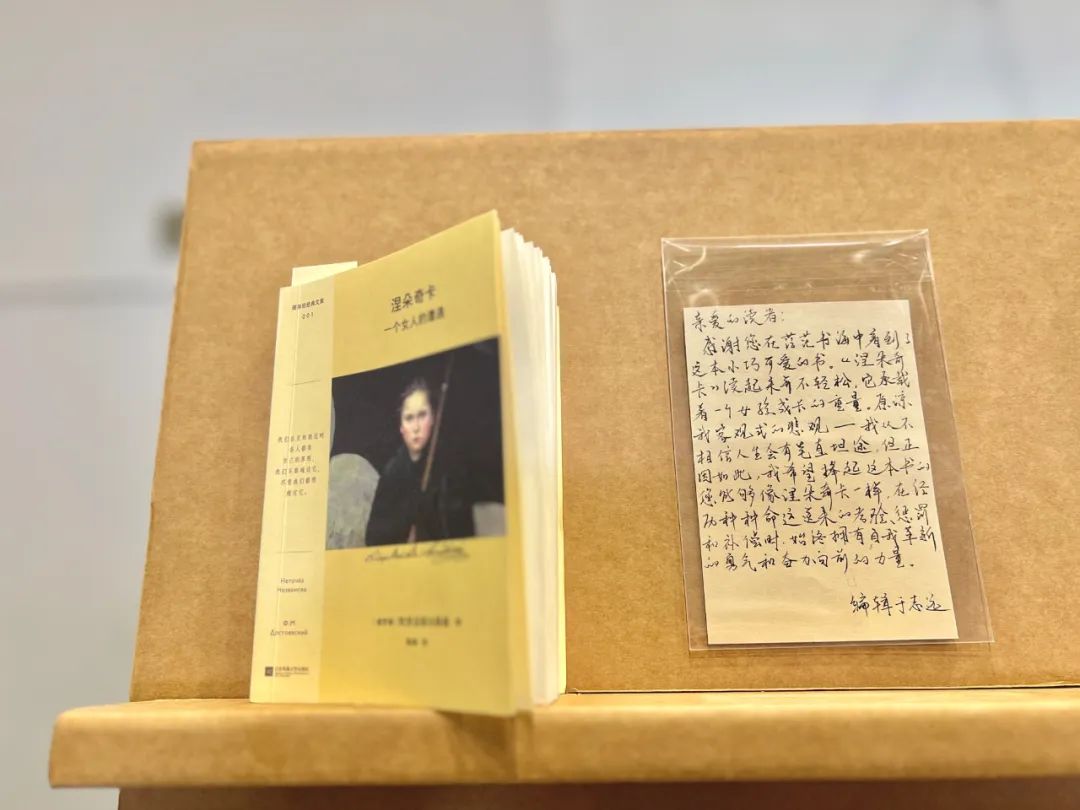 201
Неточка
Незванова
Ф.М.
Достоевский
涅朵奇卡
一个女人的遭遇
亲爱的读者：
感谢您在茫茫书海中看到了
这本小巧可爱的书。《涅朵奇
卡》读起来并不轻松，它承载
着一个女孩成长的重量。原谅
我客观式的悲观——我从不
相信人生会有笔直坦途，但正
因如此，我希望捧起这本书的
您能够像涅朵奇卡一样，在经
历种种命运送来的考验、惩罚
和补偿时，始终拥有自我革新
的勇气和奋力向前的力量。
编辑于志远